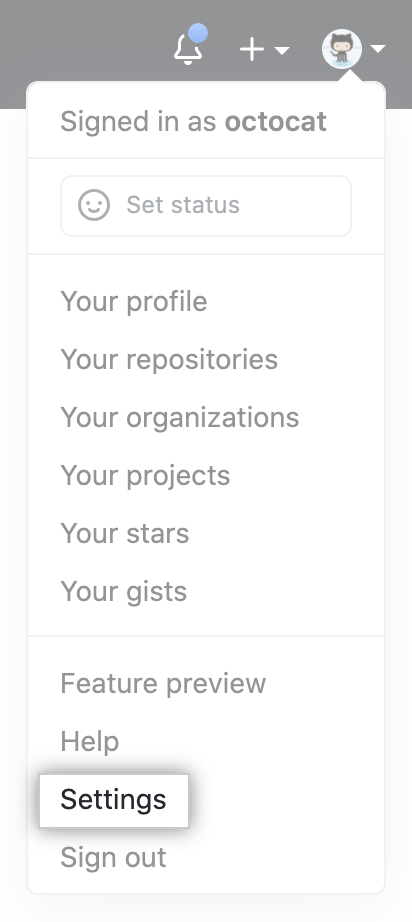 Signed in as octocat
Set status
Your profile
Your repositories
Your organizations
Your projects
Your stars
Your gists
Feature preview
Help
Settings
Sign out